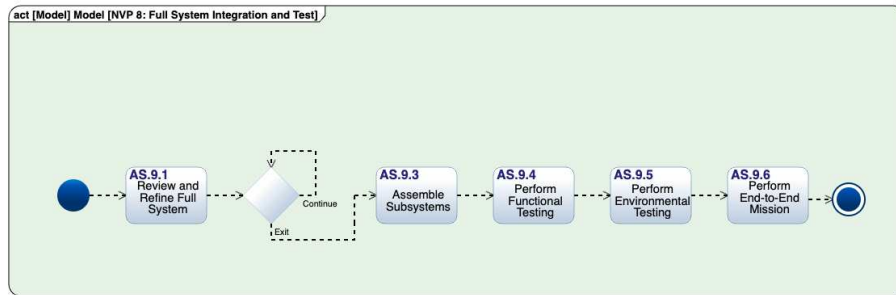 act [Model] Model [NVP 8: Full System Integration and Test]
AS.9.1
Review and
Refine Full
System
Continue
Exit
AS.9.3
Assemble
Subsystems
AS.9.4
Perform
Functional
Testing
AS.9.5
Perform
Environmental
Testing
AS.9.6
Perform
End-to-End
Mission